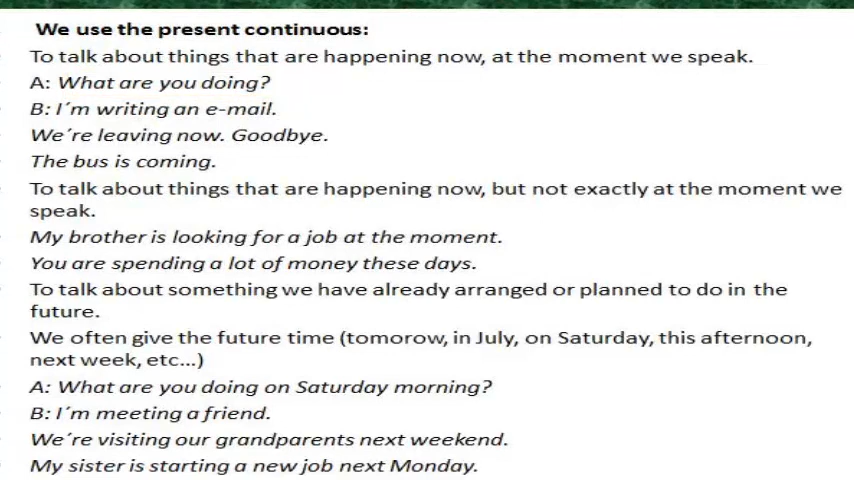 We use the present continuous:
To talk about things that are happening now, at the moment we speak.
A: What are you doing?
B: I´m writing an e-mail.
We´re leaving now. Goodbye.
The bus is coming.
To talk about things that are happening now, but not exactly at the moment we
speak.
My brother is looking for a job at the moment.
You are spending a lot of money these days.
To talk about something we have already arranged or planned to do in the
future.
We often give the future time (tomorow, in July, on Saturday, this afternoon,
next week, etc...)
A: What are you doing on Saturday morning?
B: I´m meeting a friend.
We´re visiting our grandparents next weekend.
My sister is starting a new job next Monday.